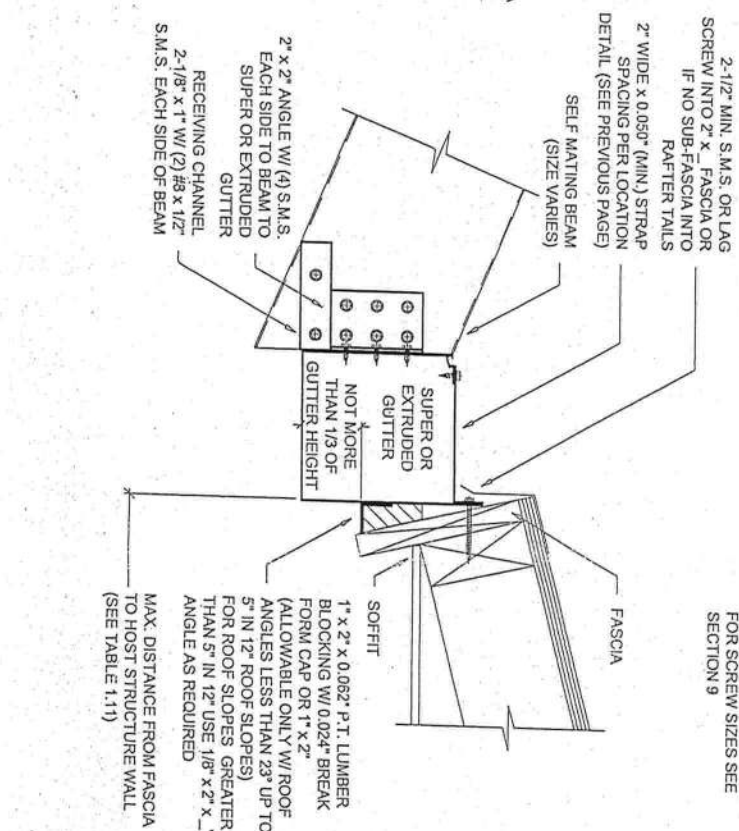 2-1/2" MIN. S.M.S. OR LAG
SCREW INTO 2" x _ FASCIA OR
IF NO SUB-FASCIA INTO
RAFTER TAILS
2" WIDE x 0.050" (MIN.) STRAP
SPACING PER LOCATION
DETAIL (SEE PREVIOUS PAGE)
SELF MATING BEAM
(SIZE VARIES)
2" x 2" ANGLE W/ (4) S.M.S.
EACH SIDE TO BEAM TO
SUPER OR EXTRUDED
GUTTER
RECEIVING CHANNEL
2-1/8" x 1" W/ (2) #8 x 1/2"
S.M.S. EACH SIDE OF BEAM
SUPER OR
EXTRUDED
GUTTER
NOT MORE
THAN 1/3 OF
GUTTER HEIGHT
FOR SCREW SIZES SEE
SECTION 9
FASCIA
SOFFIT
1" x 2" x 0.062" P.T. LUMBER
BLOCKING W/ 0.024" BREAK
FORM CAP OR 1" x 2"
(ALLOWABLE ONLY W/ ROOF
ANGLES LESS THAN 23° UP TO
5" IN 12" ROOF SLOPES)
FOR ROOF SLOPES GREATER
THAN 5" IN 12" USE 1/8" x 2" x _"
ANGLE AS REQUIRED
MAX. DISTANCE FROM FASCIA
TO HOST STRUCTURE WALL
(SEE TABLE 1.11)